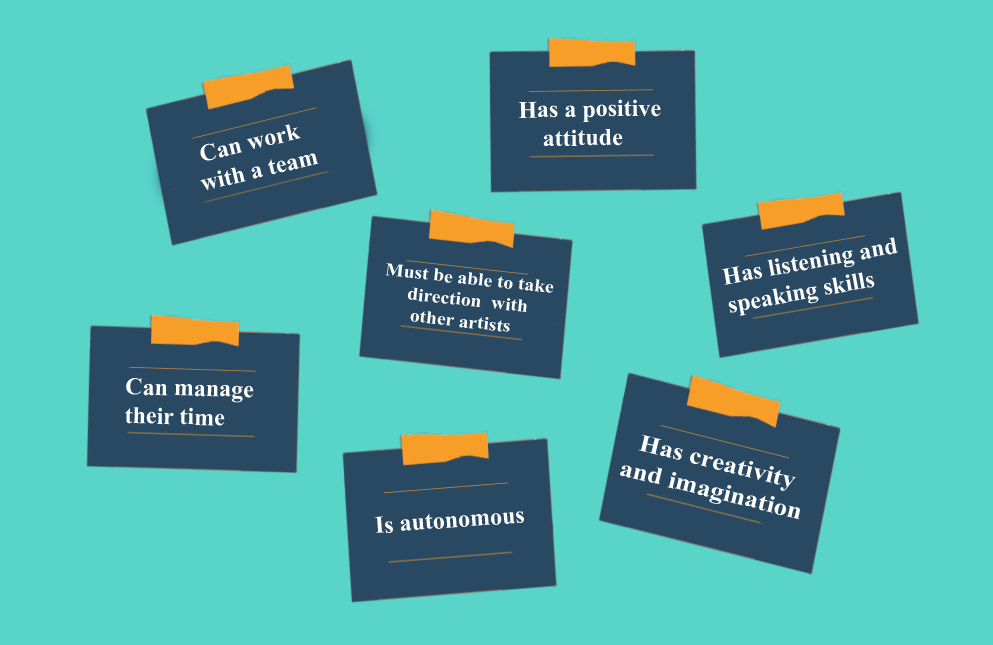 Can work
with a team
Has a positive
attitude
Must be able to take
direction with
other artists
Has listening and
speaking skills
Can manage
their time
Is autonomous
Has creativity
and imagination